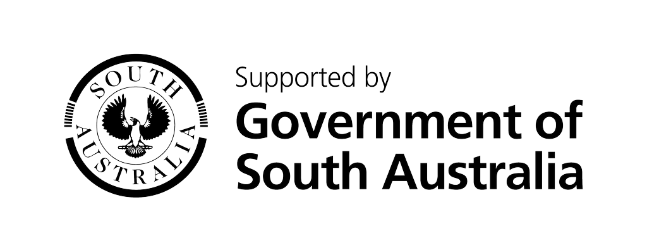 SOUTH
AUSTRALIA
Supported by
Government of
South Australia